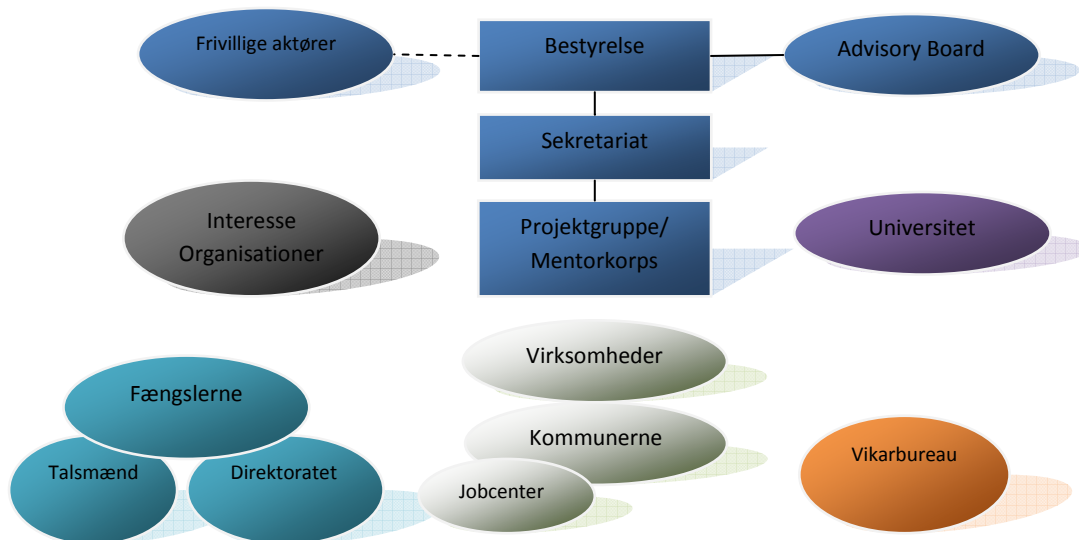 Frivillige aktører
Bestyrelse
Advisory Board
Sekretariat
Interesse
Organisationer
Projektgruppe/
Mentorkorps
Universitet
Virksomheder
Fængslerne
Kommunerne
Talsmænd
Direktoratet
Jobcenter
Vikarbureau